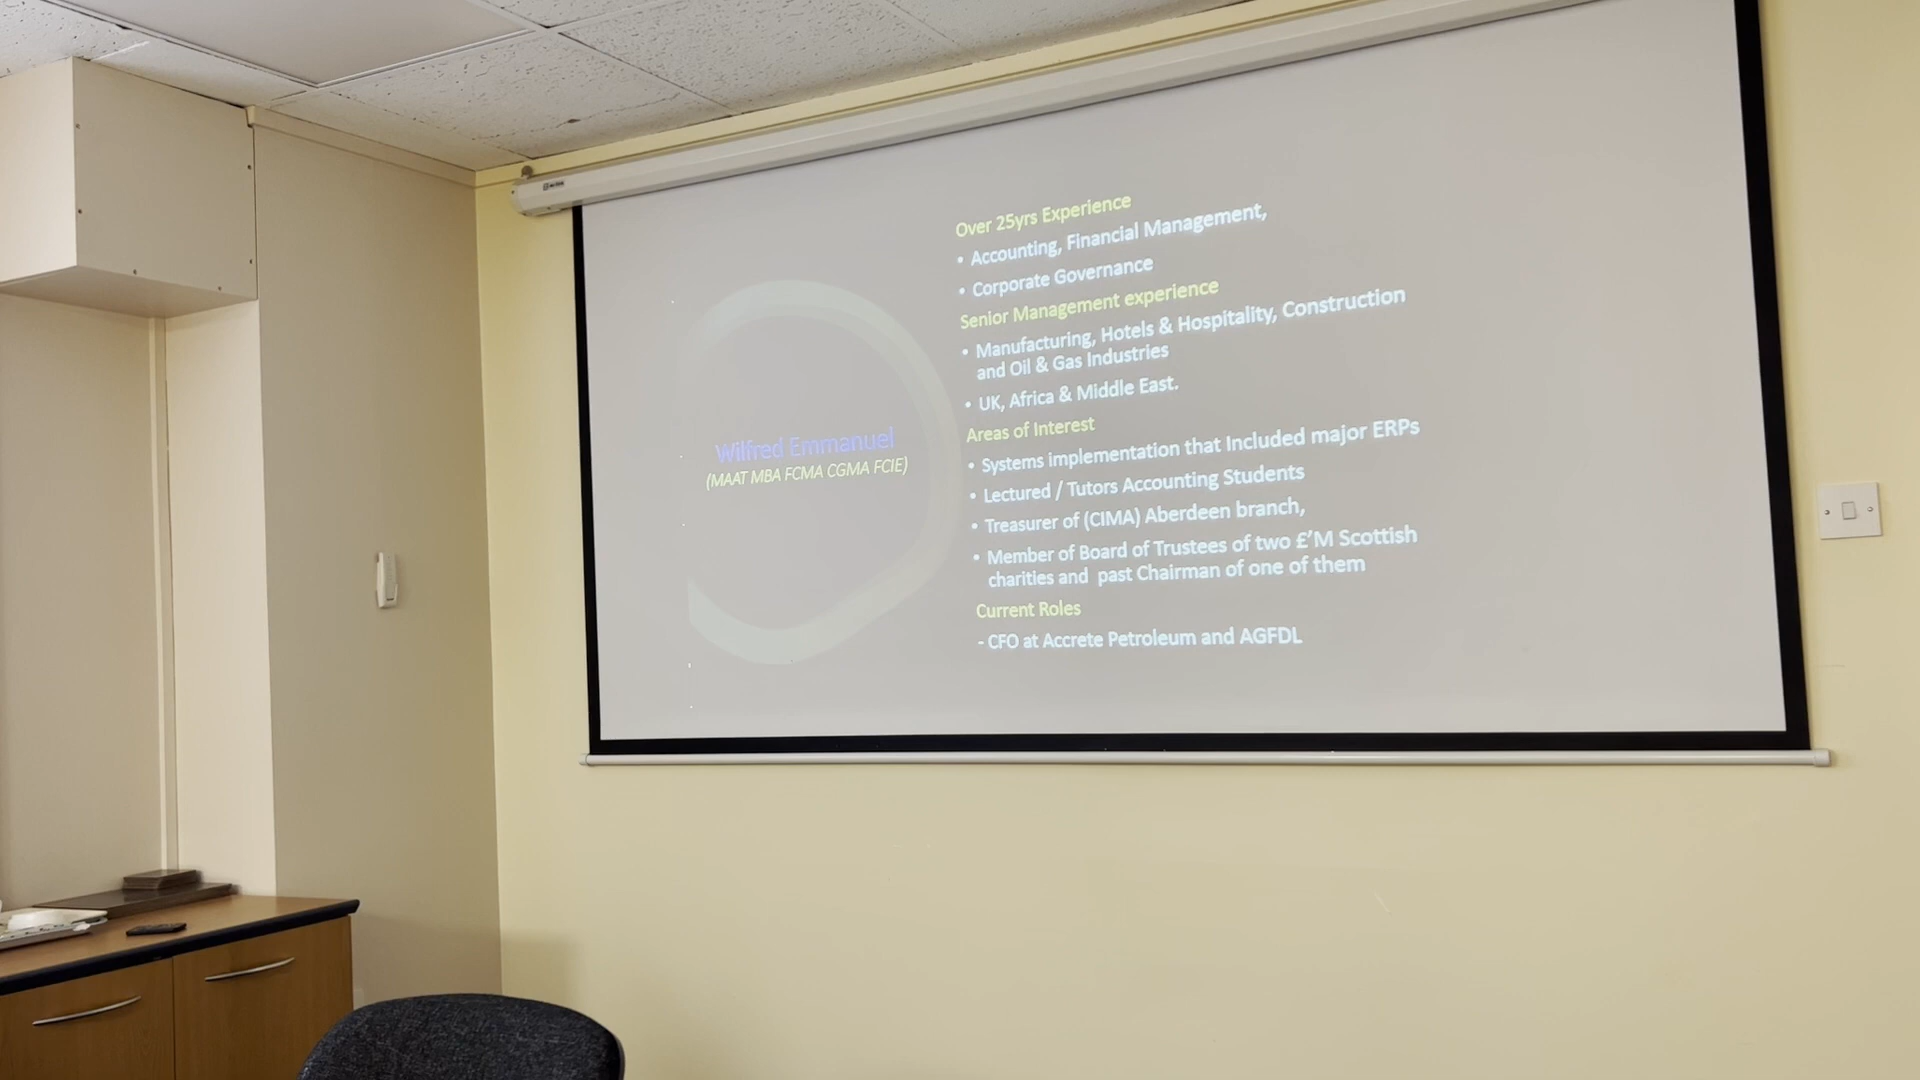 Over 25yrs Experience
• Accounting, Financial Management,
• Corporate Governance
Senior Management experience
• Manufacturing, Hotels & Hospitality, Construction
and Oil & Gas Industries
• UK, Africa & Middle East.
Wilfred Emmanuel
(MAAT MBA FCMA CGMA FCIE)
Areas of Interest
• Systems implementation that Included major ERPs
• Lectured / Tutors Accounting Students
• Treasurer of (CIMA) Aberdeen branch,
• Member of Board of Trustees of two £'M Scottish
charities and past Chairman of one of them
Current Roles
- CFO at Accrete Petroleum and AGFDL